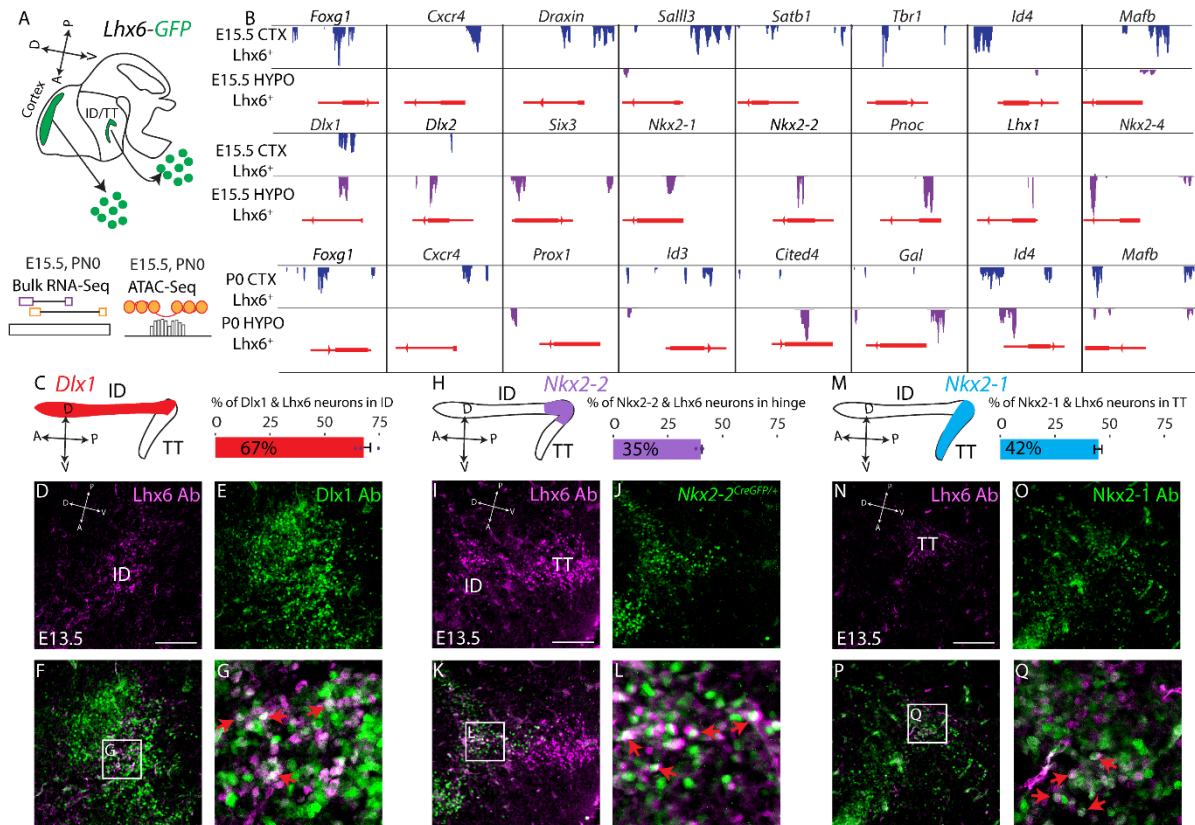 A
Lhx6-GFP
P
D
V
A
Cortex
ID/TT
E15.5, PN0
Bulk RNA-Seq
E15.5, PN0
ATAC-Seq
B
Foxg1 Cxcr4 Draxin Salll3 Satb1 Tbr1 Id4 Mafb
E15.5 CTX
Lhx6+
E15.5 HYPO
Lhx6+
Dlx1 Dlx2 Six3 Nkx2-1 Nkx2-2 Pnoc Lhx1 Nkx2-4
E15.5 CTX
Lhx6+
E15.5 HYPO
Lhx6+
Foxg1 Cxcr4 Prox1 Id3 Cited4 Gal Id4 Mafb
P0 CTX
Lhx6+
P0 HYPO
Lhx6+
C Dlx1
ID
D
A P
V
TT
% of Dlx1 & Lhx6 neurons in ID
0 25 50 75
67%
H Nkx2-2
ID
D
A P
V
TT
% of Nkx2-2 & Lhx6 neurons in hinge
0 25 50 75
35%
M Nkx2-1
ID
D
A P
V
TT
% of Nkx2-1 & Lhx6 neurons in TT
0 25 50 75
42%
D Lhx6 Ab
P
D V
A
ID
E13.5
E Dlx1 Ab
I Lhx6 Ab
P
D V
A
TT
ID
E13.5
J Nkx2-2CreGFP/+
N Lhx6 Ab
P
D V
A
TT
E13.5
O Nkx2-1 Ab
F
G
G
K
L
L
P
Q
Q